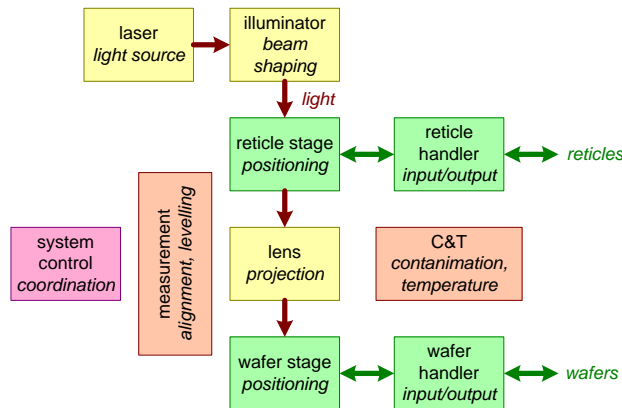 laser
light source
illuminator
beam
shaping
light
reticle stage
positioning
reticle
handler
input/output
reticles
system
control
coordination
measurement
alignment, levelling
lens
projection
C&T
contanimation,
temperature
wafer stage
positioning
wafer
handler
input/output
wafers